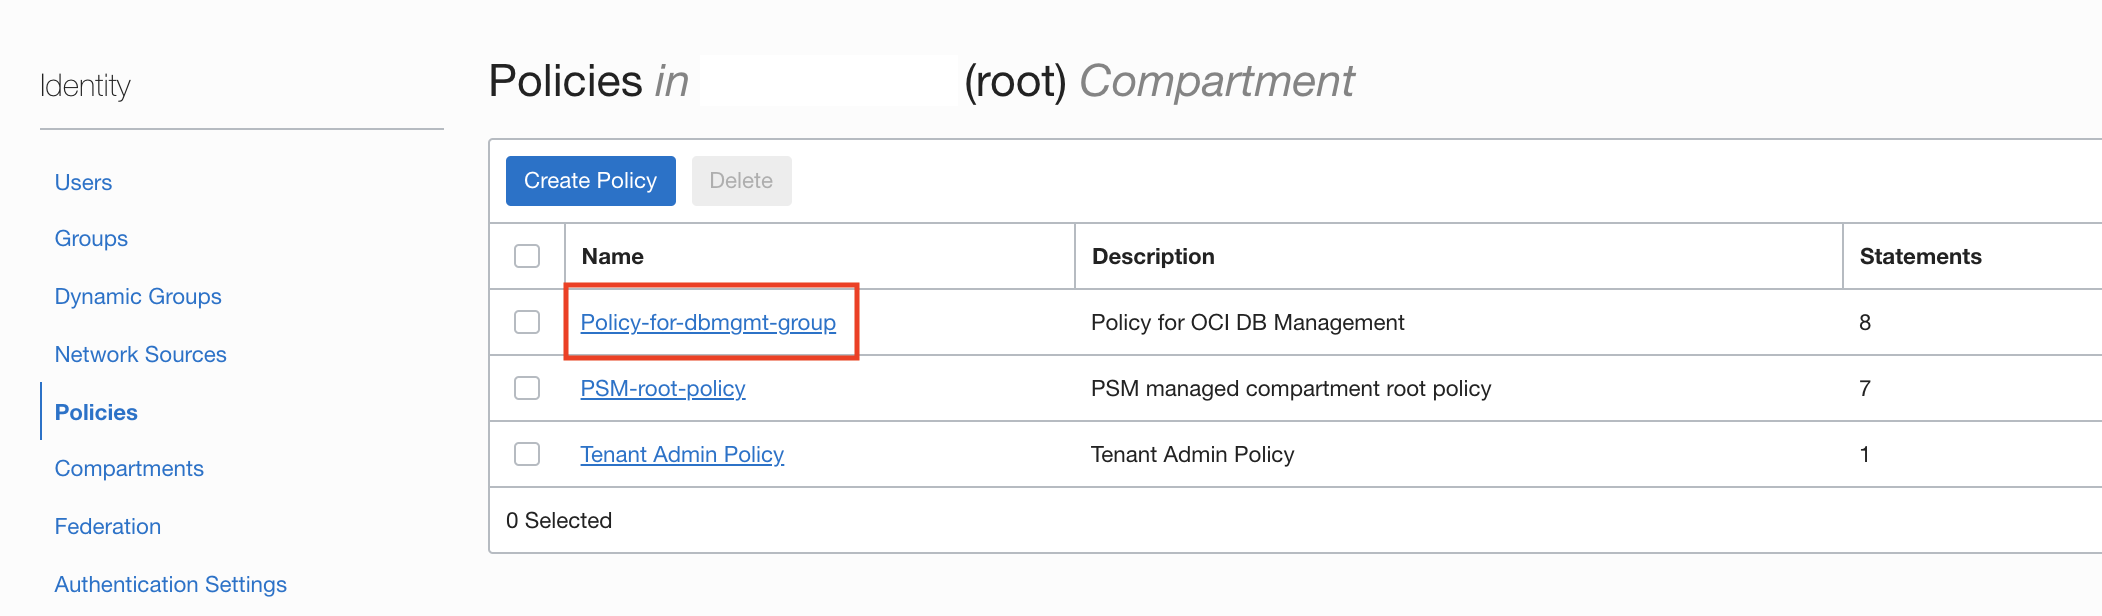 Identity
Users
Groups
Dynamic Groups
Network Sources
Policies
Compartments
Federation
Authentication Settings
Policies in (root) Compartment
Create Policy Delete
Name Description Statements
Policy-for-dbmgmt-group Policy for OCI DB Management 8
PSM-root-policy PSM managed compartment root policy 7
Tenant Admin Policy Tenant Admin Policy 1
0 Selected